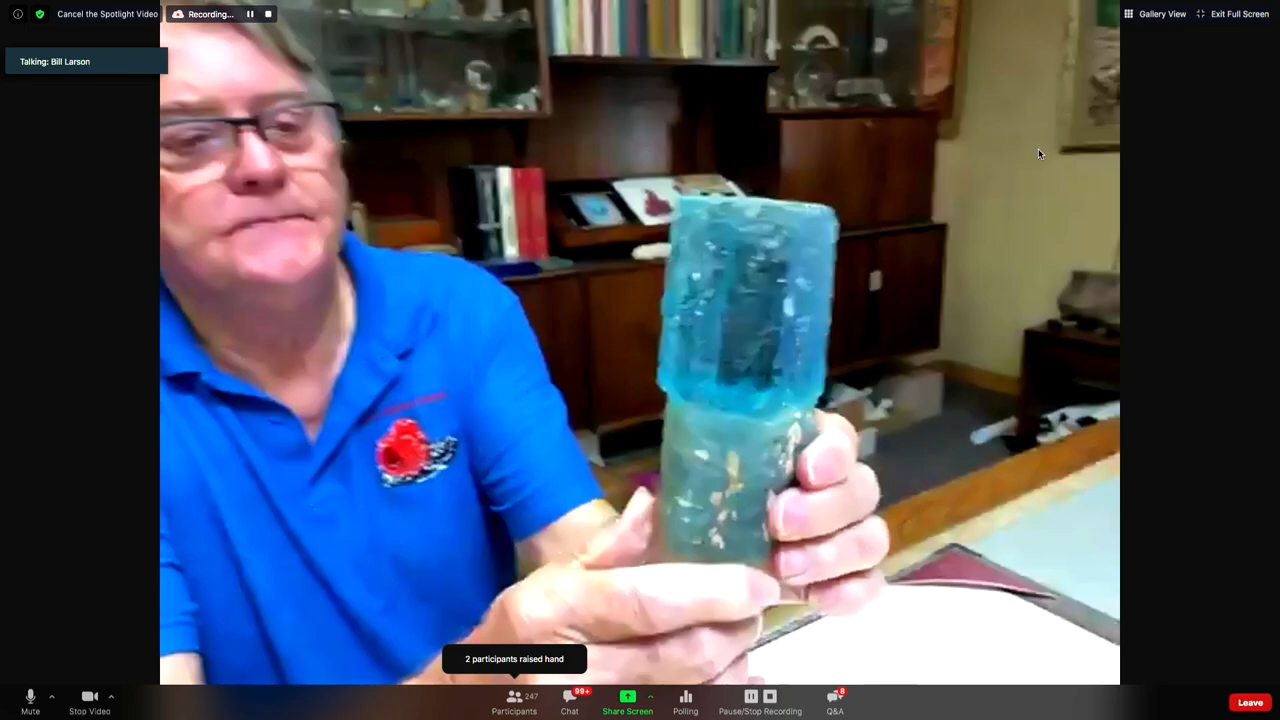 Cancel the Spotlight Video
Recording...
Gallery View
Exit Full Screen
Talking: Bill Larson
2 participants raised hand
Mute
Stop Video
247
Participants
99+
Chat
Share Screen
Polling
Pause/Stop Recording
8
Q&A
Leave